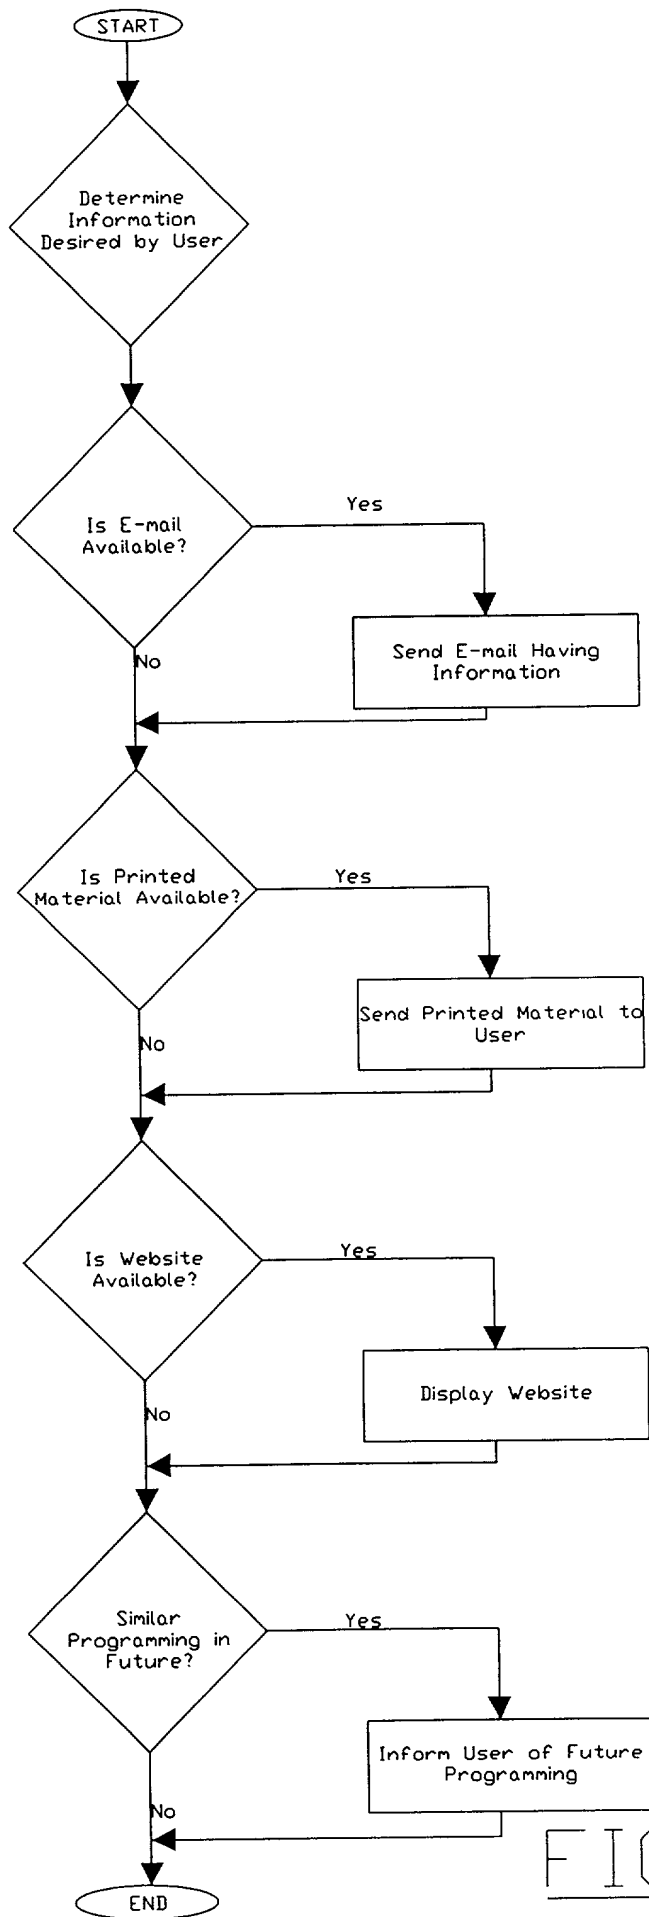 START
Determine
Information
Desired by User
Is E-mail
Available?
Yes
No
Send E-mail Having
Information
Is Printed
Material Available?
Yes
No
Send Printed Material to
User
Is Website
Available?
Yes
No
Display Website
Similar
Programming in
Future?
Yes
No
Inform User of Future
Programming
END